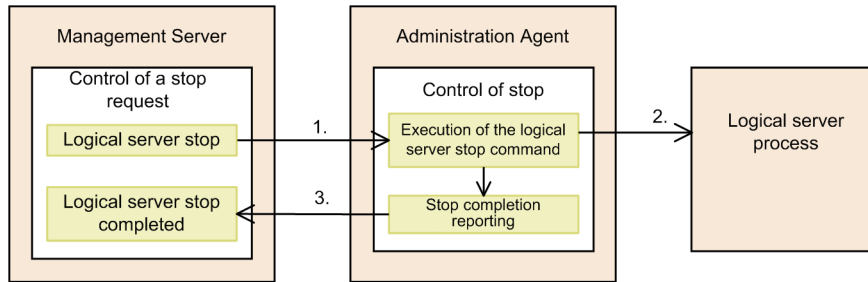 Management Server
Control of a stop
request
Logical server stop
Logical server stop
completed
1.
3.
Administration Agent
Control of stop
Execution of the logical
server stop command
Stop completion
reporting
2.
Logical server
process